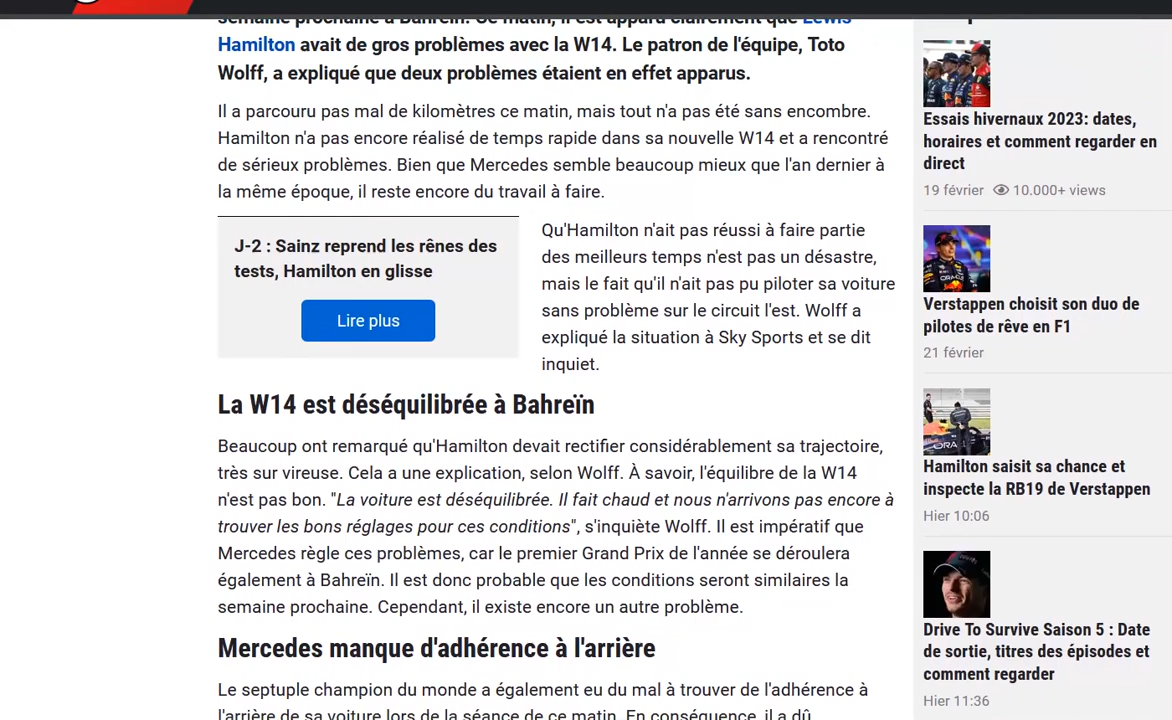 semaine prochaine à Bahreïn. Ce matin, il est apparu clairement que Lewis
Hamilton avait de gros problèmes avec la W14. Le patron de l'équipe, Toto
Wolff, a expliqué que deux problèmes étaient en effet apparus.
Il a parcouru pas mal de kilomètres ce matin, mais tout n'a pas été sans encombre.
Hamilton n'a pas encore réalisé de temps rapide dans sa nouvelle W14 et a rencontré
de sérieux problèmes. Bien que Mercedes semble beaucoup mieux que l'an dernier à
la même époque, il reste encore du travail à faire.
J-2 : Sainz reprend les rênes des
tests, Hamilton en glisse
Lire plus
Qu'Hamilton n'ait pas réussi à faire partie
des meilleurs temps n'est pas un désastre,
mais le fait qu'il n'ait pas pu piloter sa voiture
sans problème sur le circuit l'est. Wolff a
expliqué la situation à Sky Sports et se dit
inquiet.
La W14 est déséquilibrée à Bahreïn
Beaucoup ont remarqué qu'Hamilton devait rectifier considérablement sa trajectoire,
très sur vireuse. Cela a une explication, selon Wolff. À savoir, l'équilibre de la W14
n'est pas bon. "La voiture est déséquilibrée. Il fait chaud et nous n'arrivons pas encore à
trouver les bons réglages pour ces conditions", s'inquiète Wolff. Il est impératif que
Mercedes règle ces problèmes, car le premier Grand Prix de l'année se déroulera
également à Bahreïn. Il est donc probable que les conditions seront similaires la
semaine prochaine. Cependant, il existe encore un autre problème.
Mercedes manque d'adhérence à l'arrière
Le septuple champion du monde a également eu du mal à trouver de l'adhérence à
l'arrière de sa voiture lors de la séance de ce matin. En conséquence, il a dû
Essais hivernaux 2023: dates,
horaires et comment regarder en
direct
19 février 10.000+ views
Verstappen choisit son duo de
pilotes de rêve en F1
21 février
Hamilton saisit sa chance et
inspecte la RB19 de Verstappen
Hier 10:06
Drive To Survive Saison 5 : Date
de sortie, titres des épisodes et
comment regarder
Hier 11:36